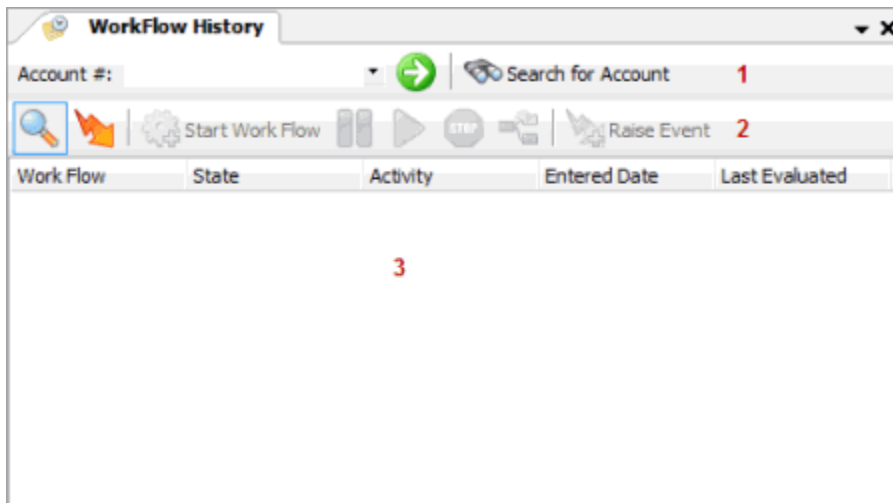 WorkFlow History
Account #: Search for Account 1
Start Work Flow STOP Raise Event 2
Work Flow State Activity Entered Date Last Evaluated
3